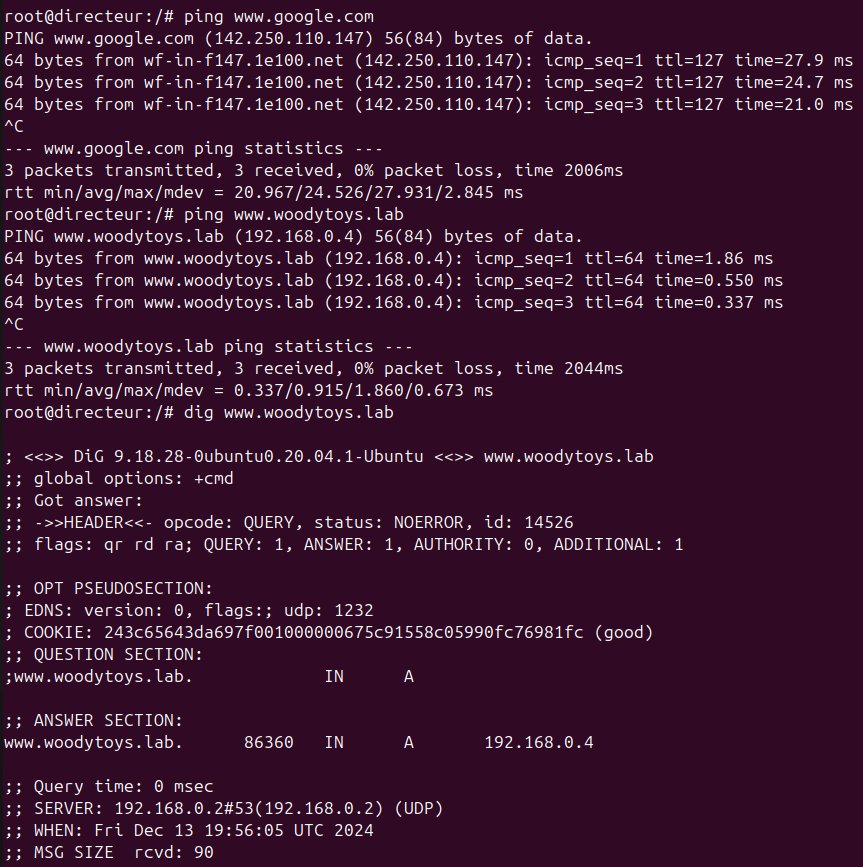 root@directeur:/# ping www.google.com
PING www.google.com (142.250.110.147) 56(84) bytes of data.
64 bytes from wf-in-f147.1e100.net (142.250.110.147): icmp_seq=1 ttl=127 time=27.9 ms
64 bytes from wf-in-f147.1e100.net (142.250.110.147): icmp_seq=2 ttl=127 time=24.7 ms
64 bytes from wf-in-f147.1e100.net (142.250.110.147): icmp_seq=3 ttl=127 time=21.0 ms
^C
--- www.google.com ping statistics ---
3 packets transmitted, 3 received, 0% packet loss, time 2006ms
rtt min/avg/max/mdev = 20.967/24.526/27.931/2.845 ms
root@directeur:/# ping www.woodytoys.lab
PING www.woodytoys.lab (192.168.0.4) 56(84) bytes of data.
64 bytes from www.woodytoys.lab (192.168.0.4): icmp_seq=1 ttl=64 time=1.86 ms
64 bytes from www.woodytoys.lab (192.168.0.4): icmp_seq=2 ttl=64 time=0.550 ms
64 bytes from www.woodytoys.lab (192.168.0.4): icmp_seq=3 ttl=64 time=0.337 ms
^C
--- www.woodytoys.lab ping statistics ---
3 packets transmitted, 3 received, 0% packet loss, time 2044ms
rtt min/avg/max/mdev = 0.337/0.915/1.860/0.673 ms
root@directeur:/# dig www.woodytoys.lab

; <<>> DiG 9.18.28-0ubuntu0.20.04.1-Ubuntu <<>> www.woodytoys.lab
;; global options: +cmd
;; Got answer:
;; ->>HEADER<<- opcode: QUERY, status: NOERROR, id: 14526
;; flags: qr rd ra; QUERY: 1, ANSWER: 1, AUTHORITY: 0, ADDITIONAL: 1

;; OPT PSEUDOSECTION:
; EDNS: version: 0, flags:; udp: 1232
; COOKIE: 243c65643da697f001000000675c91558c05990fc76981fc (good)
;; QUESTION SECTION:
;www.woodytoys.lab.		IN	A

;; ANSWER SECTION:
www.woodytoys.lab.	86360	IN	A	192.168.0.4

;; Query time: 0 msec
;; SERVER: 192.168.0.2#53(192.168.0.2) (UDP)
;; WHEN: Fri Dec 13 19:56:05 UTC 2024
;; MSG SIZE  rcvd: 90